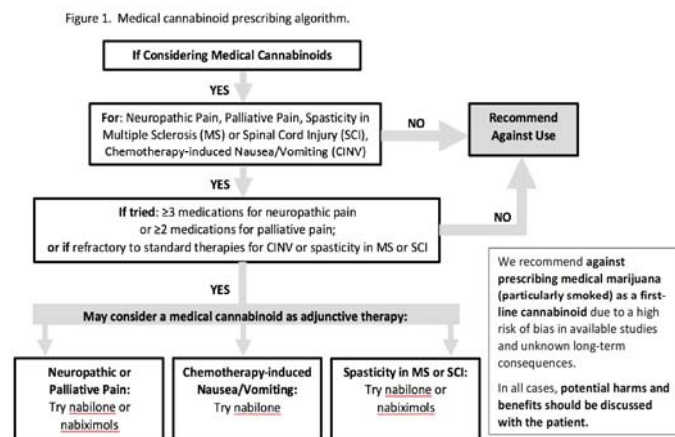 Figure 1. Medical cannabinoid prescribing algorithm.
If Considering Medical Cannabinoids
YES
For: Neuropathic Pain, Palliative Pain, Spasticity in
Multiple Sclerosis (MS) or Spinal Cord Injury (SCI),
Chemotherapy-induced Nausea/Vomiting (CINV)
NO
Recommend
Against Use
YES
If tried: ≥3 medications for neuropathic pain
or ≥2 medications for palliative pain;
or if refractory to standard therapies for CINV or spasticity in MS or SCI
NO
YES
May consider a medical cannabinoid as adjunctive therapy:
Neuropathic or
Palliative Pain:
Try nabilone or
nabiximols
Chemotherapy-induced
Nausea/Vomiting:
Try nabilone
Spasticity in MS or SCI:
Try nabilone or
nabiximols
We recommend against
prescribing medical marijuana
(particularly smoked) as a first-
line cannabinoid due to a high
risk of bias in available studies
and unknown long-term
consequences.
In all cases, potential harms and
benefits should be discussed
with the patient.